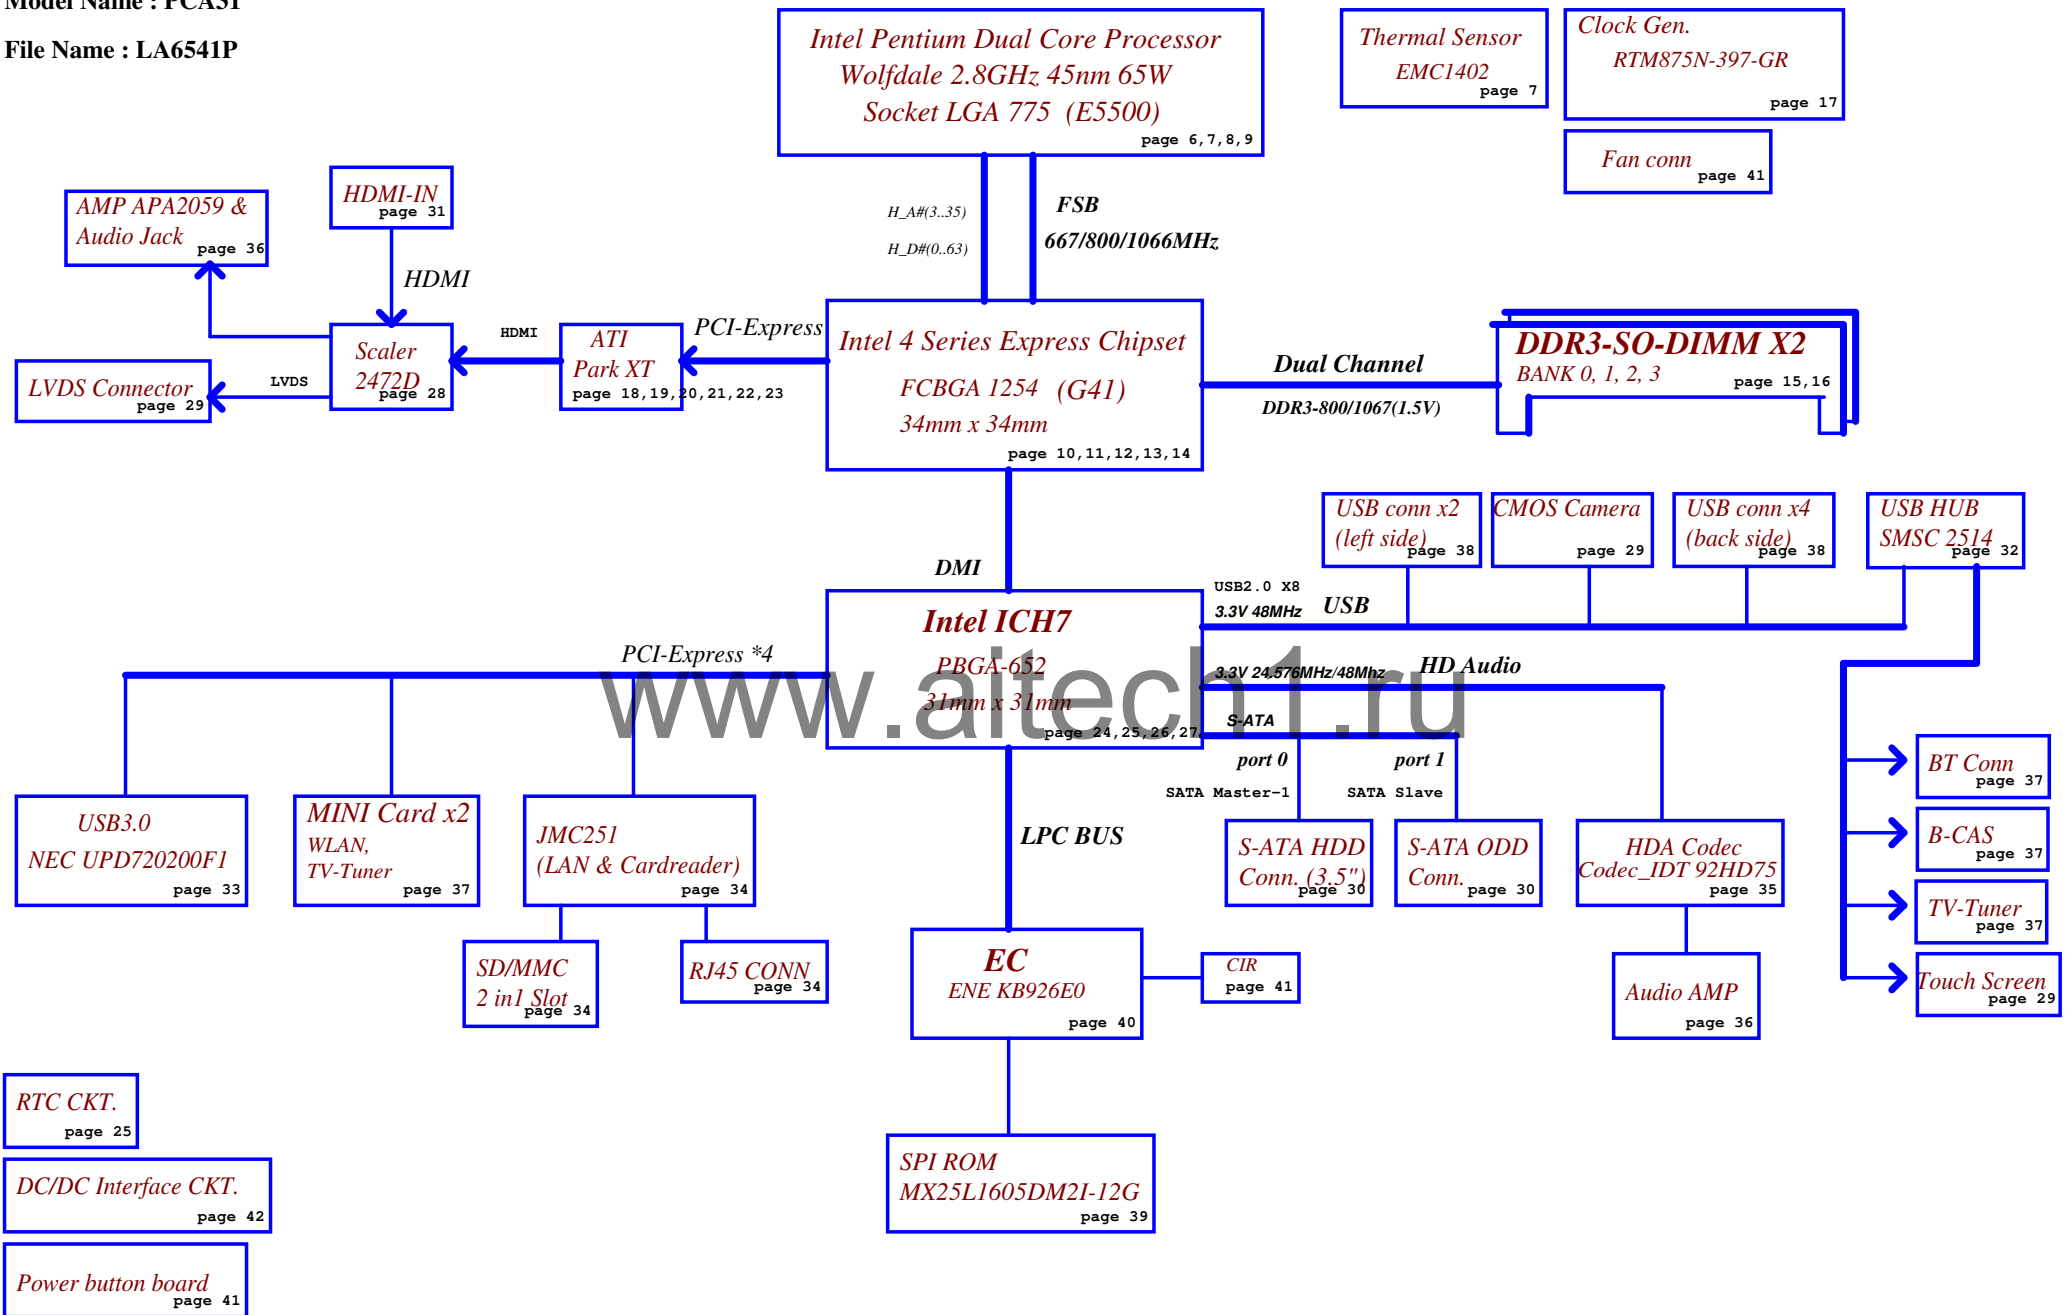 Model Name : PCA51
File Name : LA6541P
Intel Pentium Dual Core Processor
Wolfdale 2.8GHz 45nm 65W
Socket LGA 775 (E5500)
page 6,7,8,9
Thermal Sensor
EMC1402
page 7
Clock Gen.
RTM875N-397-GR
page 17
Fan conn
page 41
AMP APA2059 &
Audio Jack
page 36
HDMI-IN
page 31
HDMI
H_A#(3..35)
H_D#(0..63)
FSB
667/800/1066MHz
LVDS Connector
page 29
LVDS
Scaler
2472D
page 28
HDMI
ATI
Park XT
page 18,19,20,21,22,23
PCI-Express
Intel 4 Series Express Chipset
FCBGA 1254 (G41)
34mm x 34mm
page 10,11,12,13,14
Dual Channel
DDR3-800/1067(1.5V)
DDR3-SO-DIMM X2
BANK 0, 1, 2, 3
page 15,16
USB conn x2
(left side)
page 38
CMOS Camera
page 29
USB conn x4
(back side)
page 38
USB HUB
SMSC 2514
page 32
DMI
USB2.0 X8
3.3V 48MHz
USB
Intel ICH7
PBGA-652
31mm x 31mm
page 24,25,26,27
PCI-Express *4
3.3V 24.576MHz/48Mhz
HD Audio
S-ATA
port 0
port 1
SATA Master-1
SATA Slave
www.aitech1.ru
USB3.0
NEC UPD720200F1
page 33
MINI Card x2
WLAN,
TV-Tuner
page 37
JMC251
(LAN & Cardreader)
page 34
LPC BUS
S-ATA HDD
Conn. (3.5")
page 30
S-ATA ODD
Conn.
page 30
HDA Codec
Codec_IDT 92HD75
page 35
BT Conn
page 37
B-CAS
page 37
TV-Tuner
page 37
Touch Screen
page 29
SD/MMC
2 in1 Slot
page 34
RJ45 CONN
page 34
EC
ENE KB926E0
page 40
CIR
page 41
Audio AMP
page 36
RTC CKT.
page 25
DC/DC Interface CKT.
page 42
Power button board
page 41
SPI ROM
MX25L1605DM2I-12G
page 39